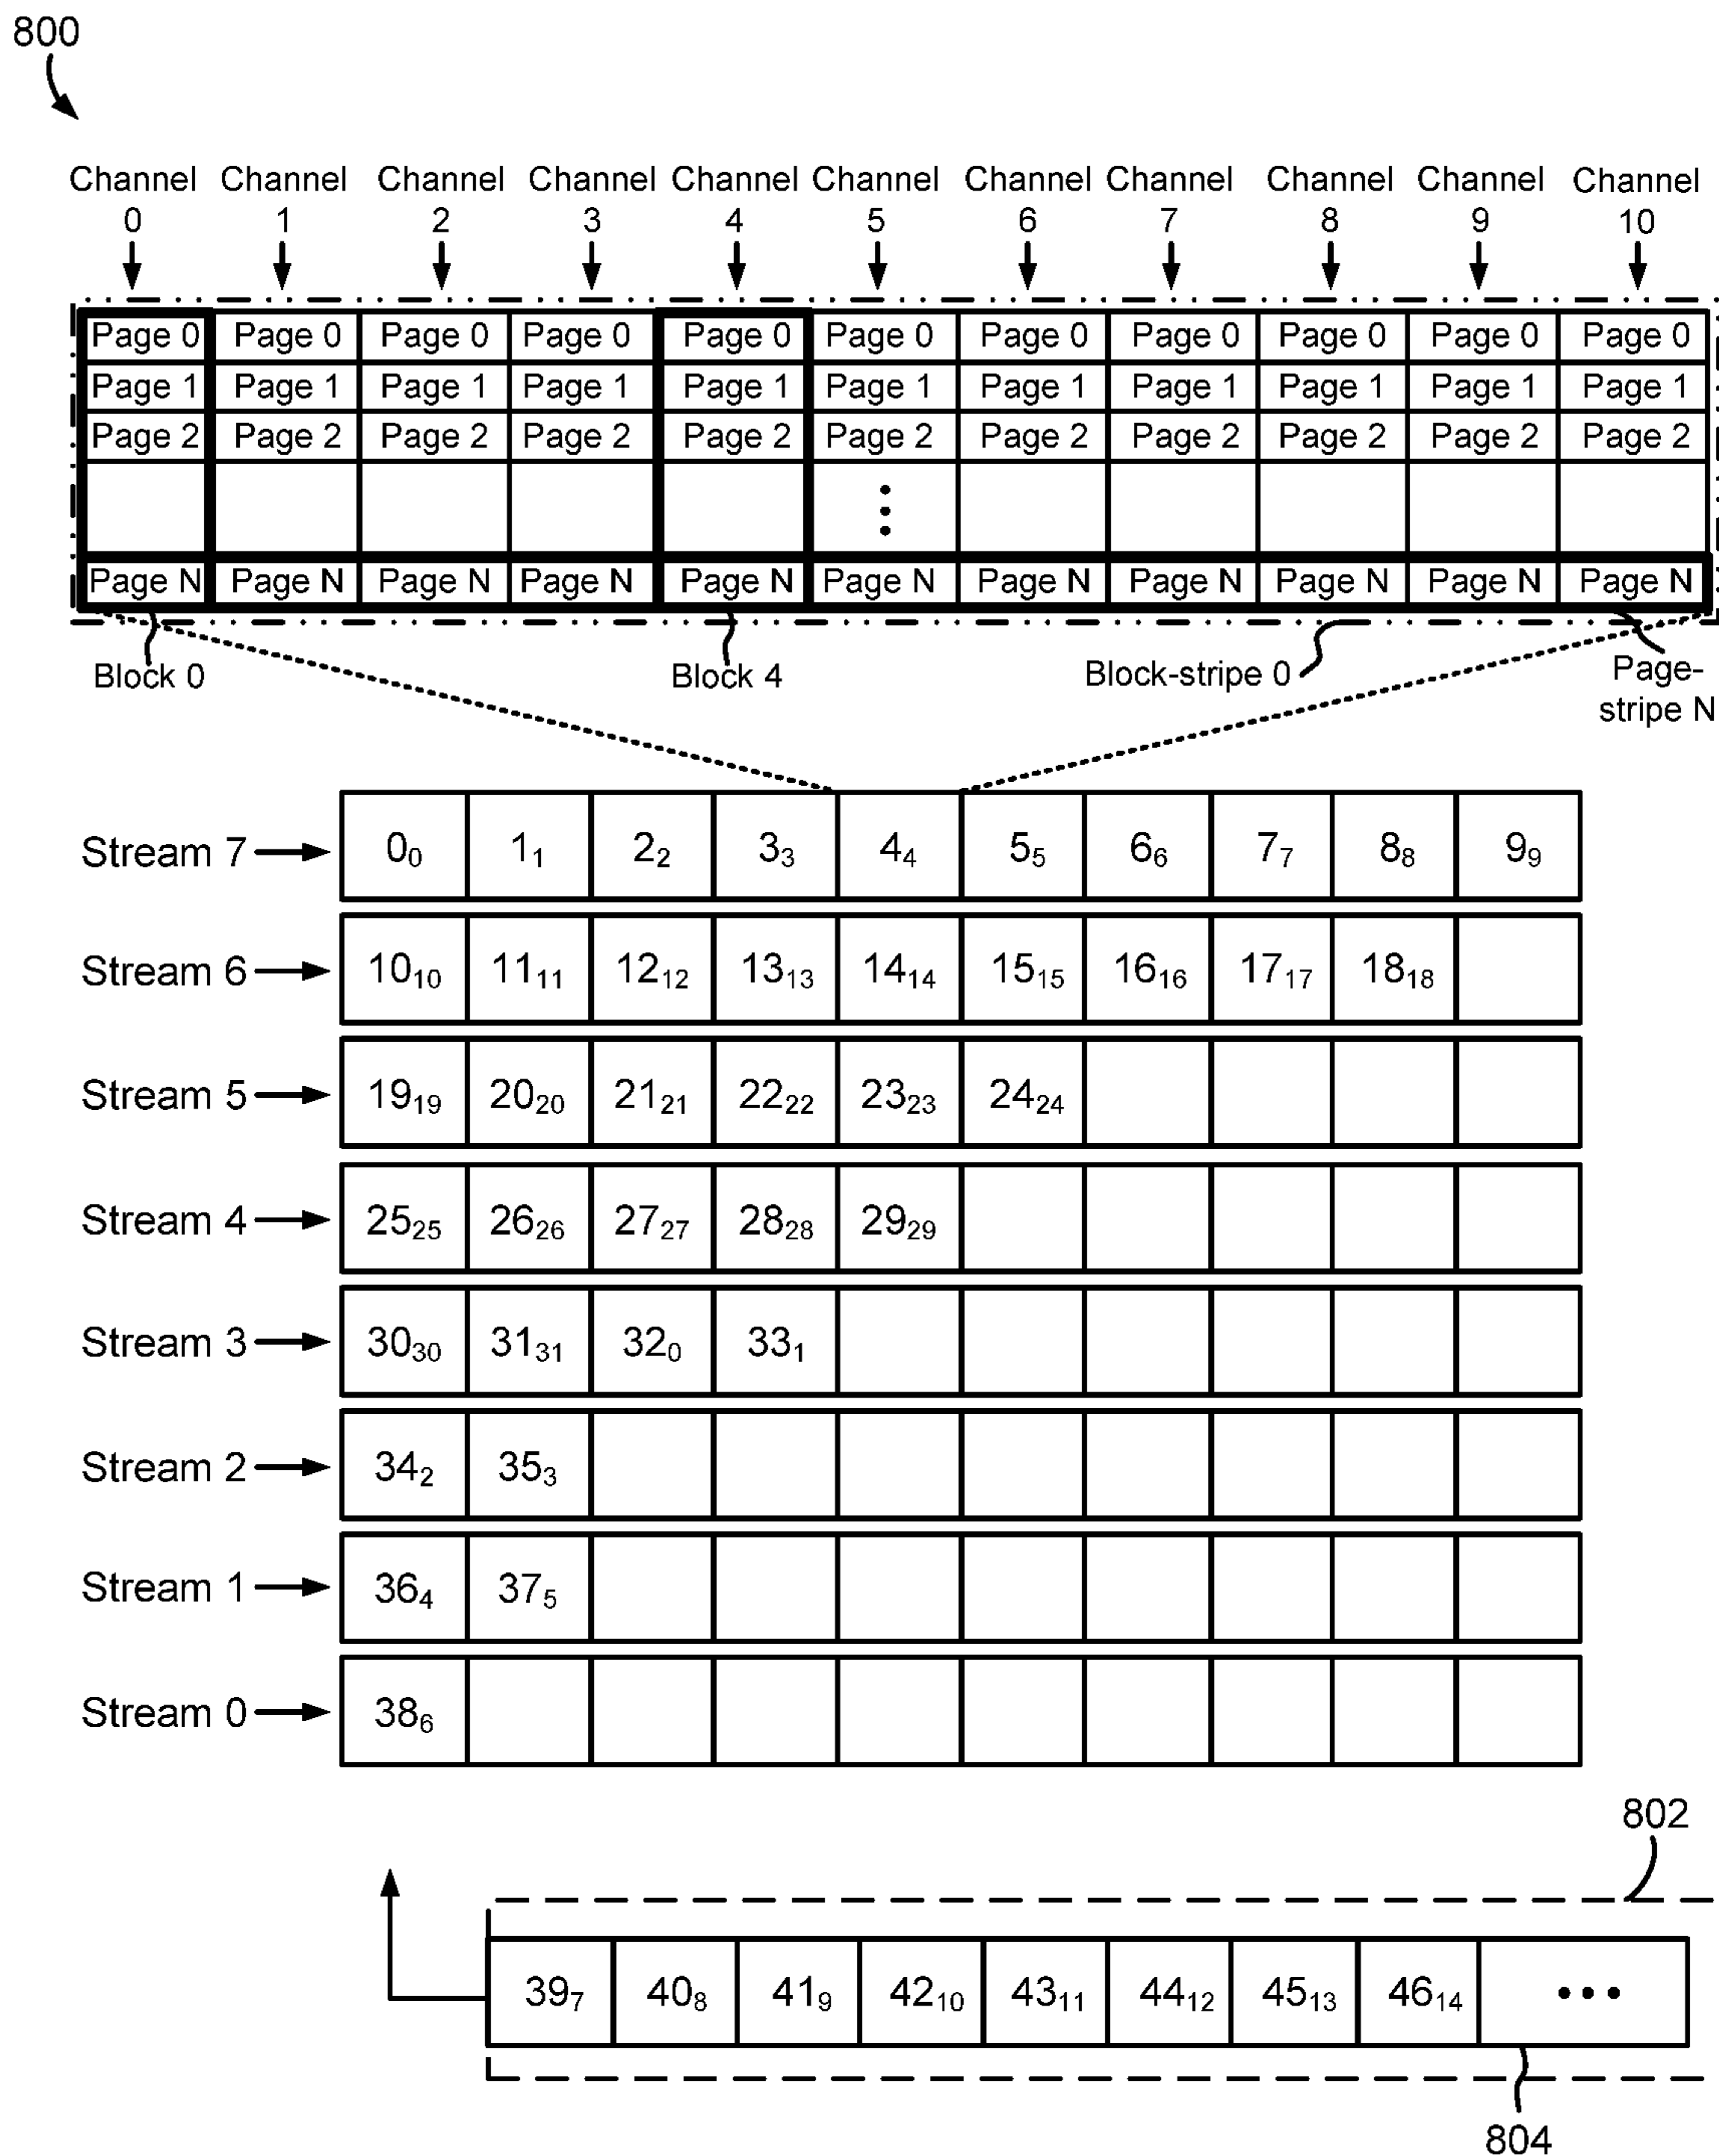 800
Channel Channel Channel Channel Channel Channel Channel Channel Channel Channel Channel
0 1 2 3 4 5 6 7 8 9 10
Page 0 Page 0 Page 0 Page 0 Page 0 Page 0 Page 0 Page 0 Page 0 Page 0 Page 0
Page 1 Page 1 Page 1 Page 1 Page 1 Page 1 Page 1 Page 1 Page 1 Page 1 Page 1
Page 2 Page 2 Page 2 Page 2 Page 2 Page 2 Page 2 Page 2 Page 2 Page 2 Page 2
Page N Page N Page N Page N Page N Page N Page N Page N Page N Page N Page N
Block 0 Block 4 Block-stripe 0 Page-
stripe N
Stream 7 0₀ 1₁ 2₂ 3₃ 4₄ 5₅ 6₆ 7₇ 8₈ 9₉
Stream 6 10₁₀ 11₁₁ 12₁₂ 13₁₃ 14₁₄ 15₁₅ 16₁₆ 17₁₇ 18₁₈
Stream 5 19₁₉ 20₂₀ 21₂₁ 22₂₂ 23₂₃ 24₂₄
Stream 4 25₂₅ 26₂₆ 27₂₇ 28₂₈ 29₂₉
Stream 3 30₃₀ 31₃₁ 32₀ 33₁
Stream 2 34₂ 35₃
Stream 1 36₄ 37₅
Stream 0 38₆
802
39₇ 40₈ 41₉ 42₁₀ 43₁₁ 44₁₂ 45₁₃ 46₁₄ •••
804